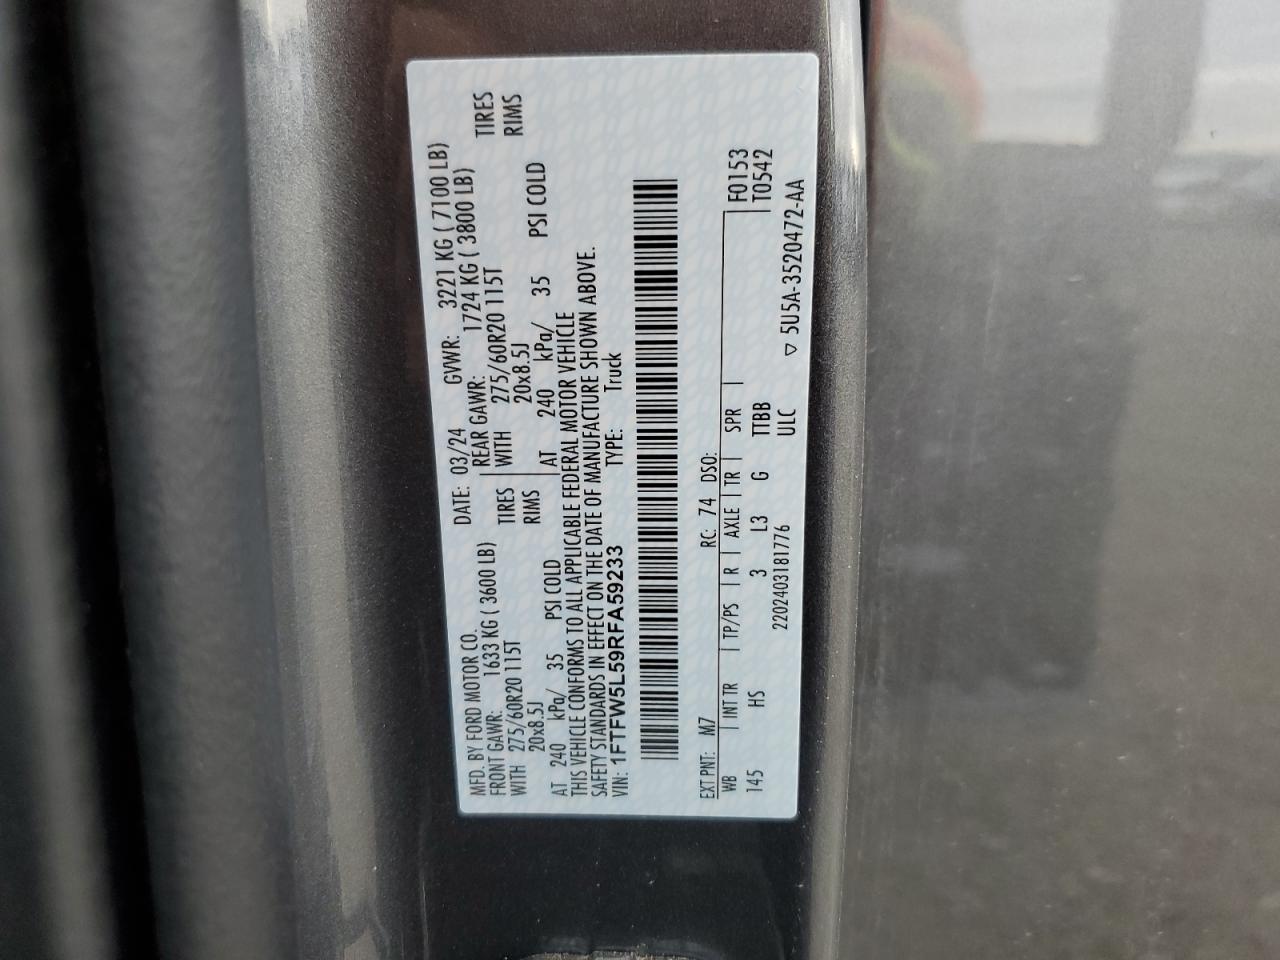 MFD. BY FORD MOTOR CO. DATE: 03/24 GVWR: 3221 KG ( 7100 LB)
FRONT GAWR: 1633 KG ( 3600 LB) REAR GAWR: 1724 KG ( 3800 LB)
WITH 275/60R20 115T TIRES WITH 275/60R20 115T TIRES
20x8.5J RIMS 20x8.5J RIMS
AT 240 kPa/ 35 PSI COLD AT 240 kPa/ 35 PSI COLD
THIS VEHICLE CONFORMS TO ALL APPLICABLE FEDERAL MOTOR VEHICLE
SAFETY STANDARDS IN EFFECT ON THE DATE OF MANUFACTURE SHOWN ABOVE.
VIN: 1FTFW5L59RFA59233 TYPE: Truck
EXT PNT: M7 RC: 74 DSO: F0153
WB INT TR TP/PS R AXLE TR SPR T0542
145 HS 3 L3 G TTBB
2202403181776 ULC ▽ 5U5A-3520472-AA